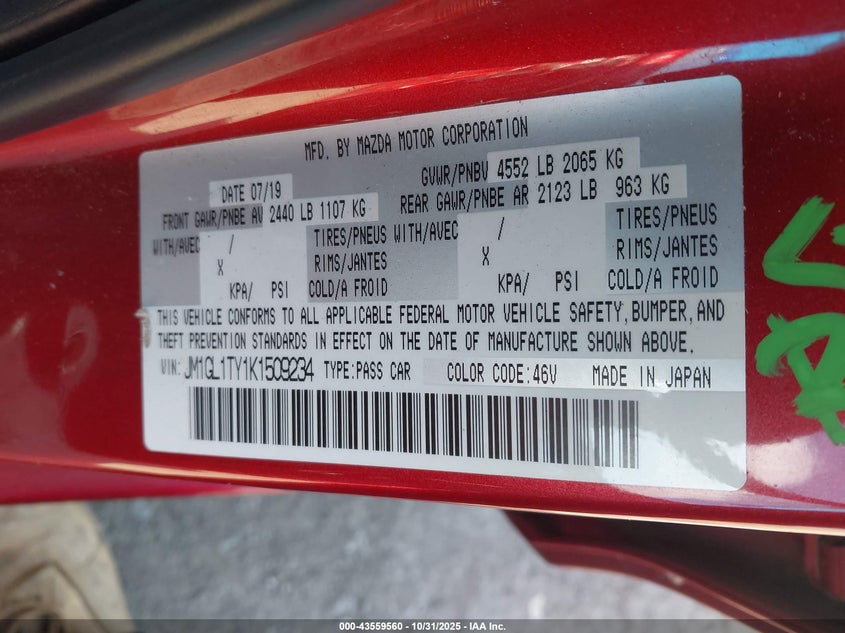 MFD. BY MAZDA MOTOR CORPORATION
DATE 07/19 GVWR/PNBV 4552 LB 2065 KG
FRONT GAWR/PNBE AV 2440 LB 1107 KG REAR GAWR/PNBE AR 2123 LB 963 KG
WITH/AVEC / TIRES/PNEUS WITH/AVEC / TIRES/PNEUS
X RIMS/JANTES X RIMS/JANTES
KPA/ PSI COLD/A FROID KPA/ PSI COLD/A FROID
THIS VEHICLE CONFORMS TO ALL APPLICABLE FEDERAL MOTOR VEHICLE SAFETY, BUMPER, AND
THEFT PREVENTION STANDARDS IN EFFECT ON THE DATE OF MANUFACTURE SHOWN ABOVE.
VIN: JM1GL1TY1K1509234 TYPE:PASS CAR COLOR CODE:46V MADE IN JAPAN
000-43559560 • 10/31/2025 • IAA Inc.